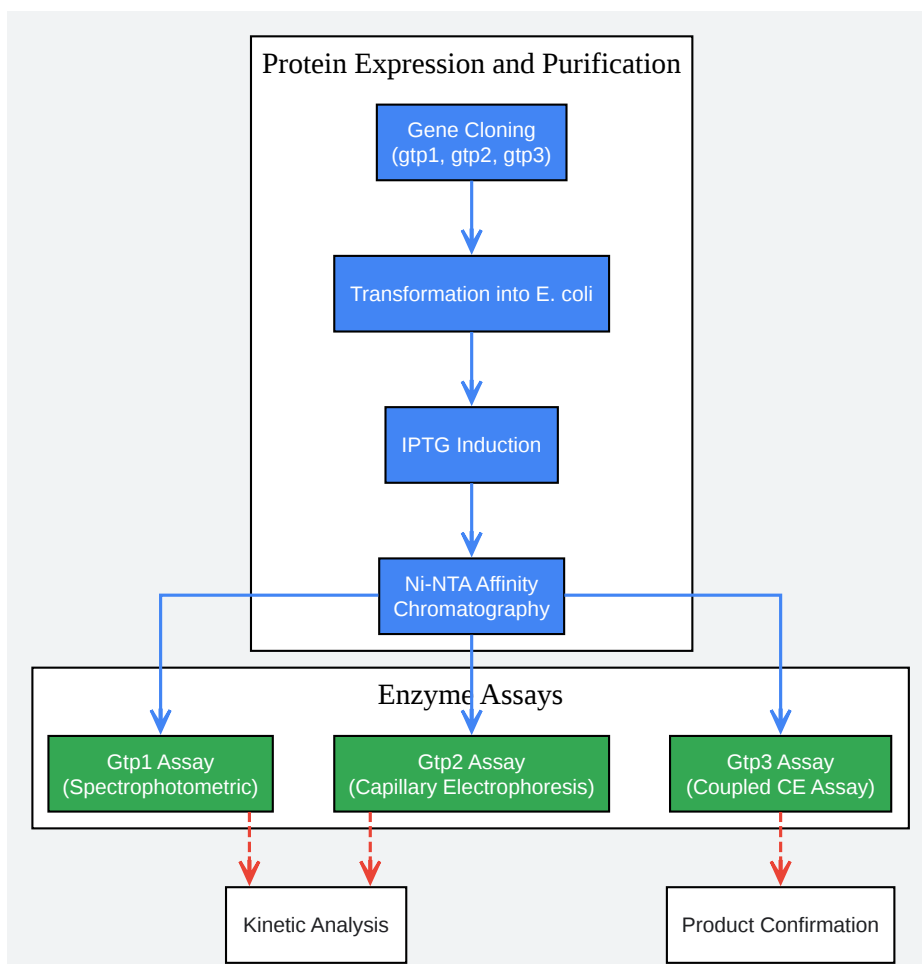 Protein Expression and Purification
Gene Cloning
(gtp1, gtp2, gtp3)
Transformation into E. coli
IPTG Induction
Ni-NTA Affinity
Chromatography
Enzyme Assays
Gtp1 Assay
(Spectrophotometric)
Gtp2 Assay
(Capillary Electrophoresis)
Gtp3 Assay
(Coupled CE Assay)
Kinetic Analysis
Product Confirmation